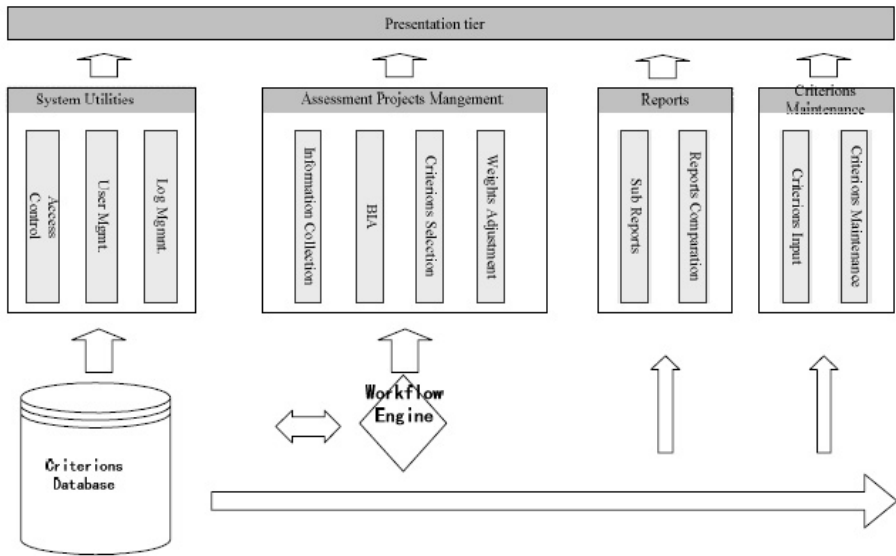 Presentation tier
System Utilities
Access
Control
User Mgmt.
Log Mgmmt.
Assessment Projects Mangement
Information Collection
BIA
Criterions Selection
Weights Adjustment
Reports
Sub Reports
Reports Comparation
Criterions
Maintenance
Criterions Input
Criterions Maintenance
Workflow
Engine
Criterions
Database